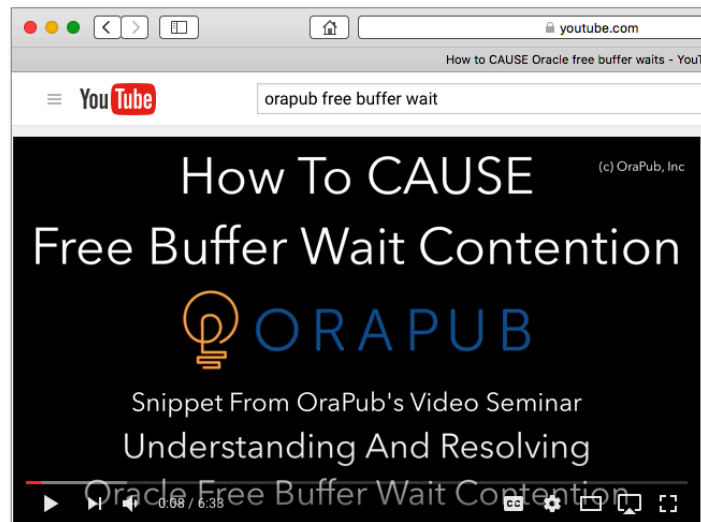 youtube.com
How to CAUSE Oracle free buffer waits - YouT
YouTube
orapub free buffer wait
(c) OraPub, Inc
How To CAUSE
Free Buffer Wait Contention
ORAPUB
Snippet From OraPub's Video Seminar
Understanding And Resolving
Oracle Free Buffer Wait Contention
0:08 / 6:33
CC